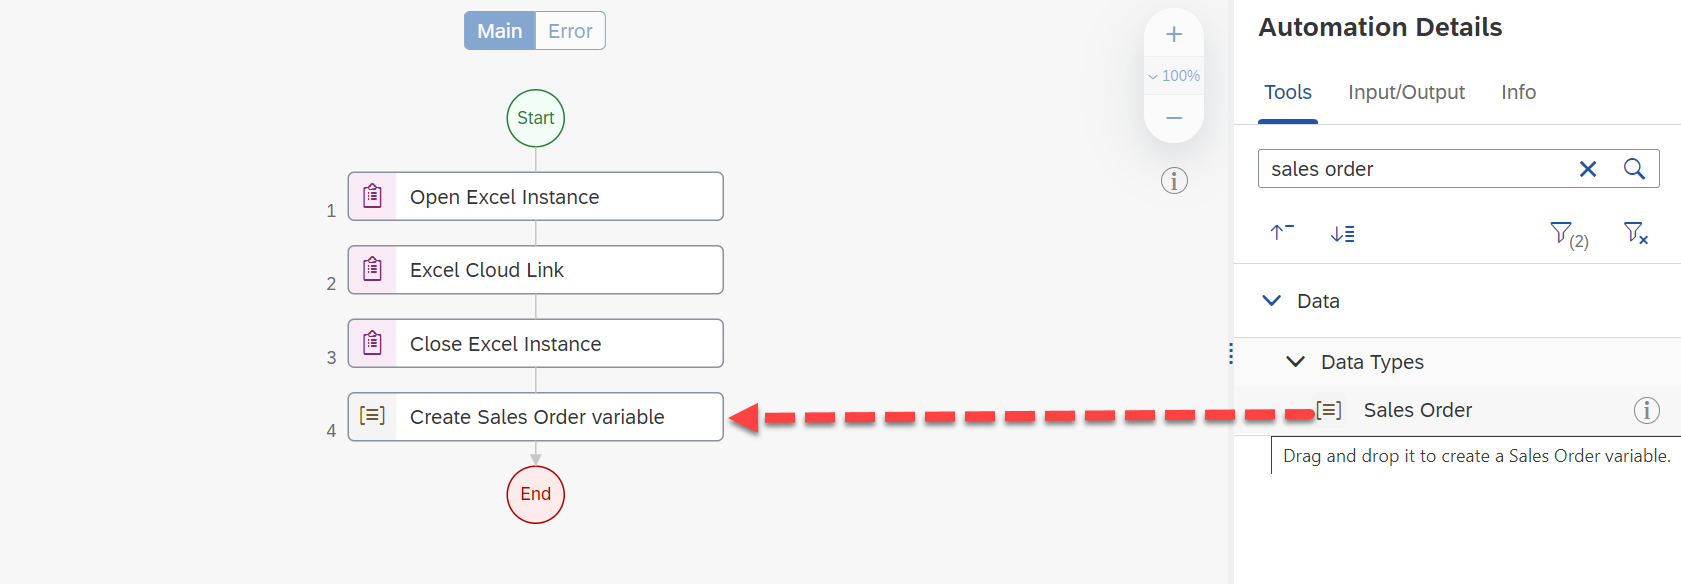 Main Error
Start
1 Open Excel Instance
2 Excel Cloud Link
3 Close Excel Instance
4 Create Sales Order variable
End
100%
Automation Details
Tools Input/Output Info
sales order
(2)
Data
Data Types
Sales Order
Drag and drop it to create a Sales Order variable.